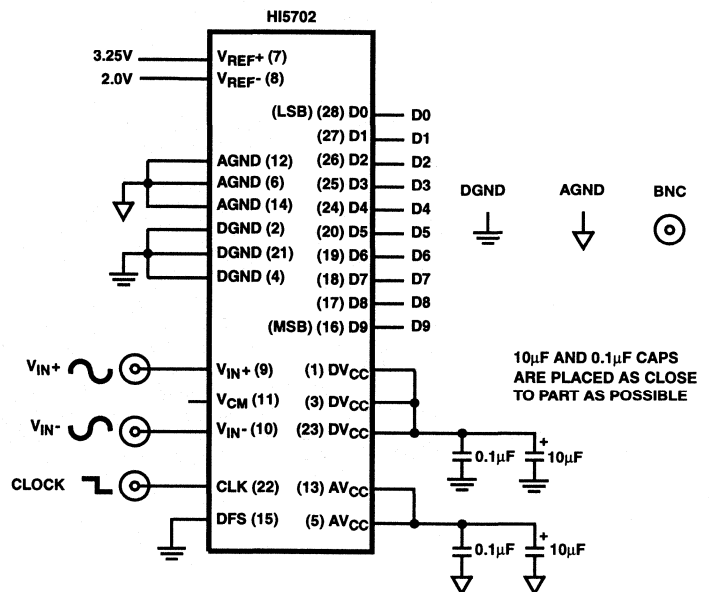 HI5702
3.25V
VREF+ (7)
2.0V
VREF- (8)
(LSB) (28) D0
D0
(27) D1
D1
AGND (12)
(26) D2
D2
AGND (6)
(25) D3
D3
AGND (14)
(24) D4
D4
DGND (2)
(20) D5
D5
DGND (21)
(19) D6
D6
DGND (4)
(18) D7
D7
(17) D8
D8
(MSB) (16) D9
D9
DGND
AGND
BNC
10µF AND 0.1µF CAPS
ARE PLACED AS CLOSE
TO PART AS POSSIBLE
VIN+
VIN+ (9)
(1) DVCC
VCM (11)
(3) DVCC
VIN-
VIN- (10)
(23) DVCC
+
0.1µF
10µF
CLOCK
CLK (22)
(13) AVCC
DFS (15)
(5) AVCC
+
0.1µF
10µF